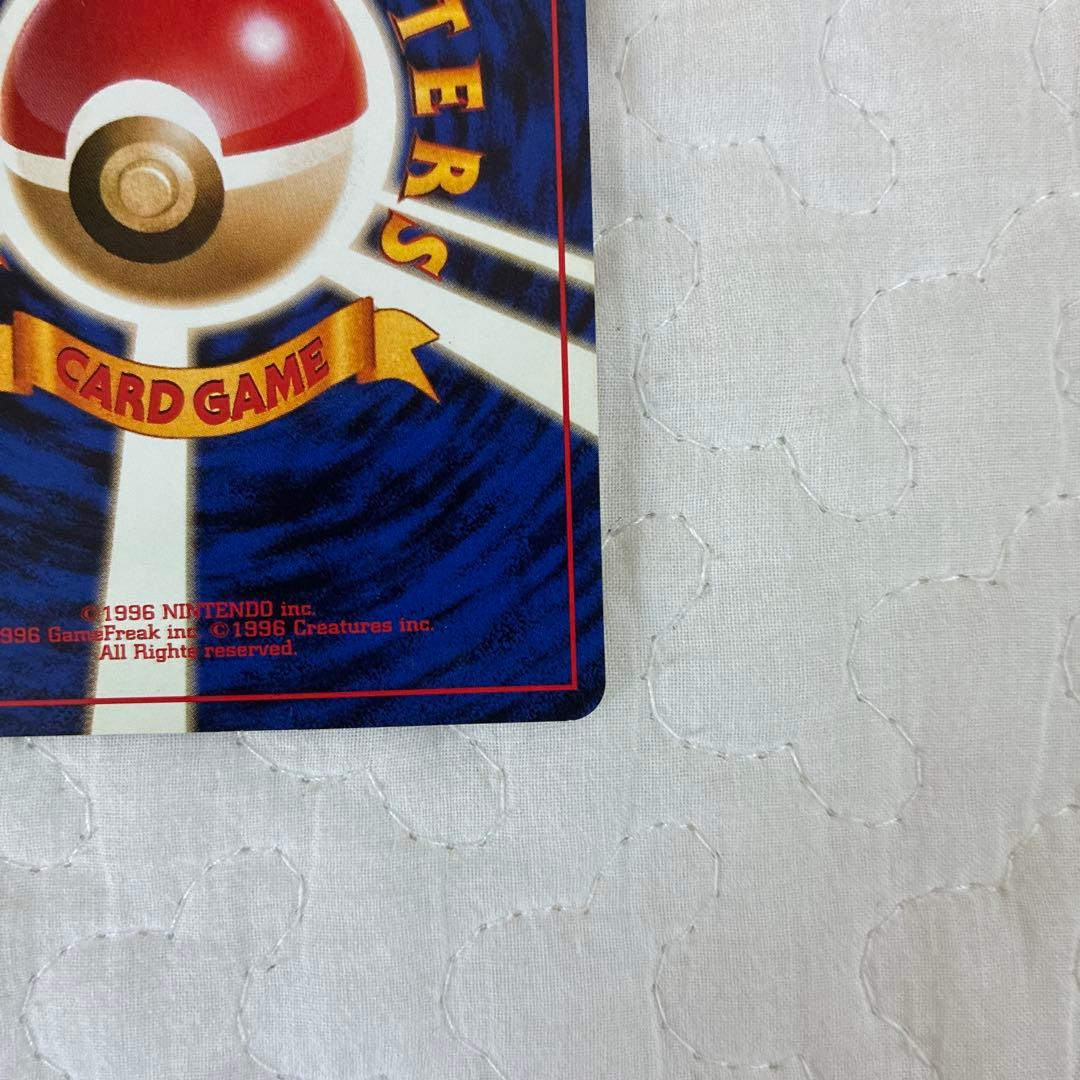 TERS
CARD GAME
©1996 NINTENDO inc.
996 GameFreak inc. ©1996 Creatures inc.
All Rights reserved.